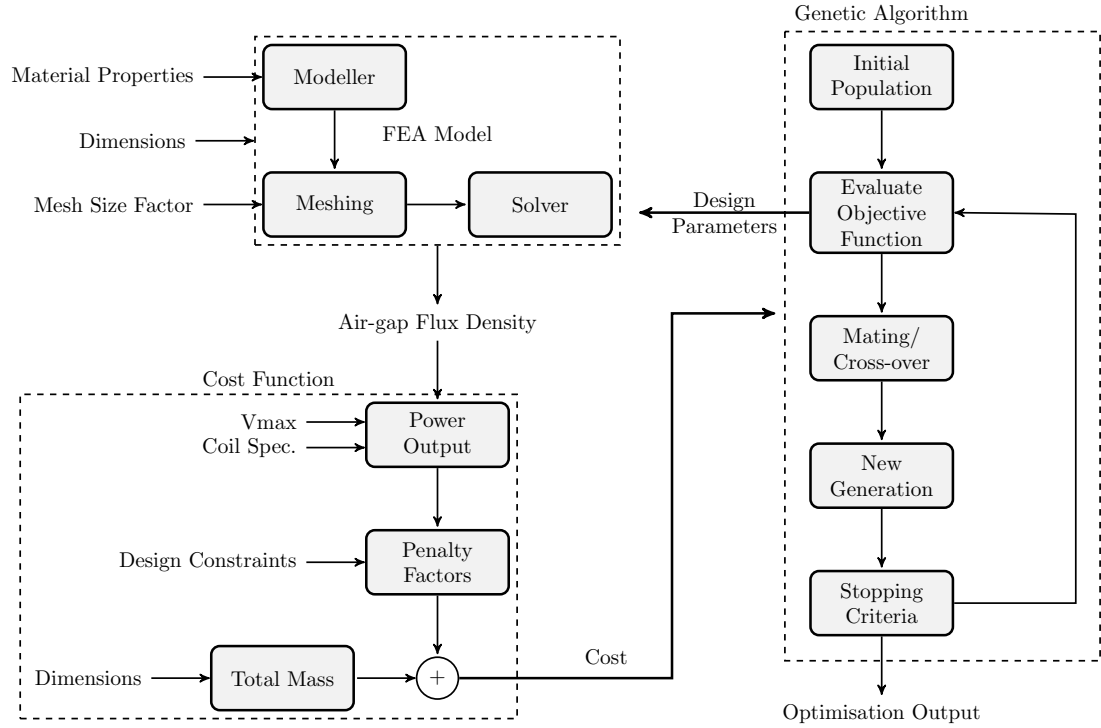 Genetic Algorithm
Material Properties
Modeller
Initial
Population
Dimensions
FEA Model
Mesh Size Factor
Meshing
Solver
Design
Parameters
Evaluate
Objective
Function
Air-gap Flux Density
Mating/
Cross-over
Cost Function
Vmax
Coil Spec.
Power
Output
New
Generation
Design Constraints
Penalty
Factors
Stopping
Criteria
Dimensions
Total Mass
+
Cost
Optimisation Output